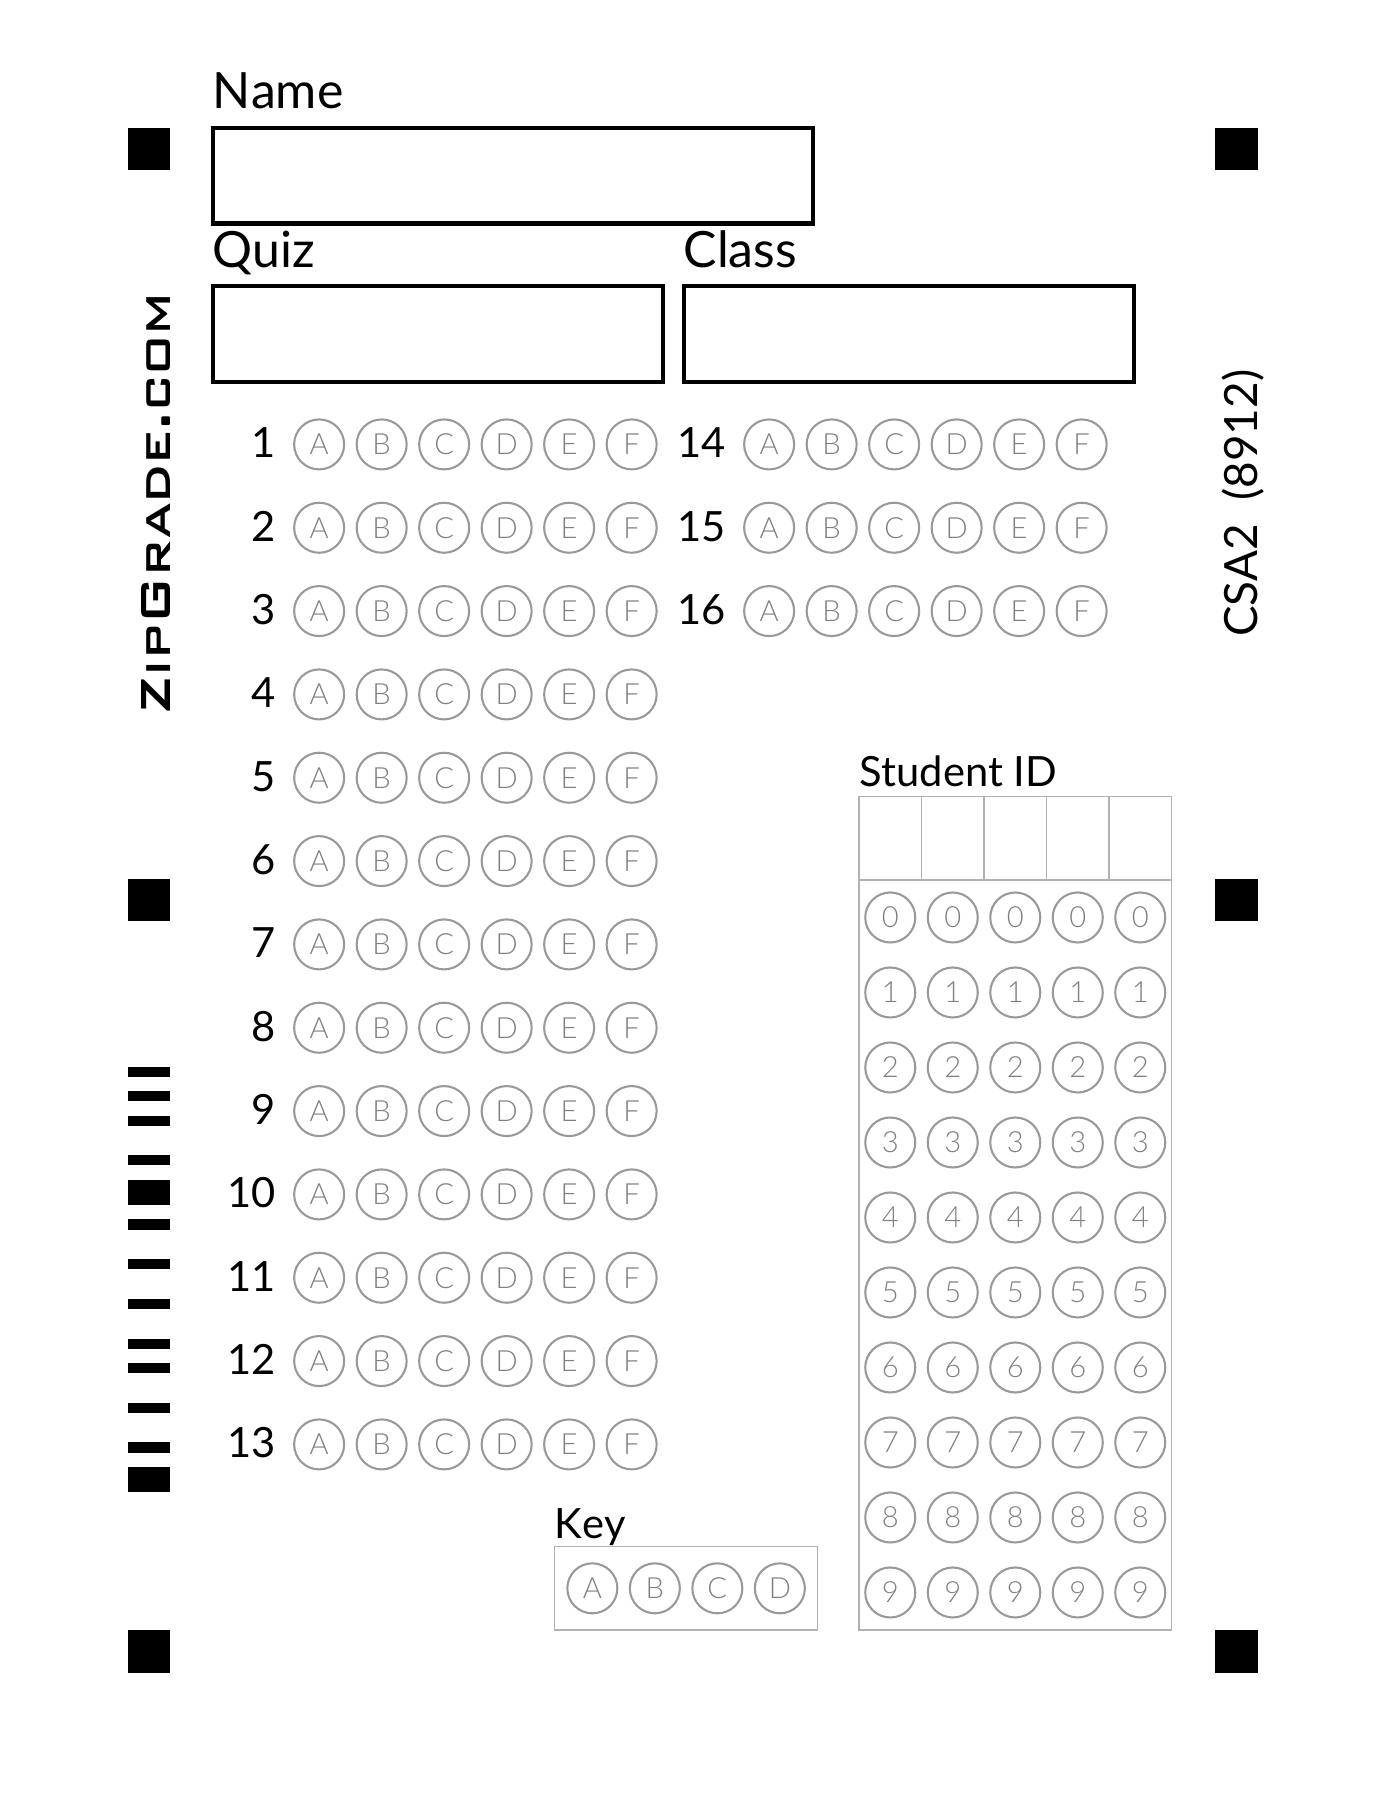 Name
Quiz
Class
ZIPGRADE.COM
CSA2 (8912)
1 A B C D E F
2 A B C D E F
3 A B C D E F
4 A B C D E F
5 A B C D E F
6 A B C D E F
7 A B C D E F
8 A B C D E F
9 A B C D E F
10 A B C D E F
11 A B C D E F
12 A B C D E F
13 A B C D E F
14 A B C D E F
15 A B C D E F
16 A B C D E F
Key
A B C D
Student ID
0 0 0 0 0
1 1 1 1 1
2 2 2 2 2
3 3 3 3 3
4 4 4 4 4
5 5 5 5 5
6 6 6 6 6
7 7 7 7 7
8 8 8 8 8
9 9 9 9 9